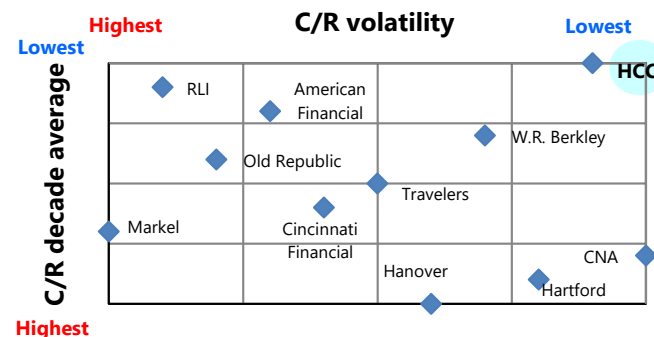 C/R volatility
Highest
Lowest
Lowest
HCC
RLI
American
Financial
W.R. Berkley
Old Republic
Travelers
Markel
Cincinnati
Financial
CNA
Hanover
Hartford
C/R decade average
Highest